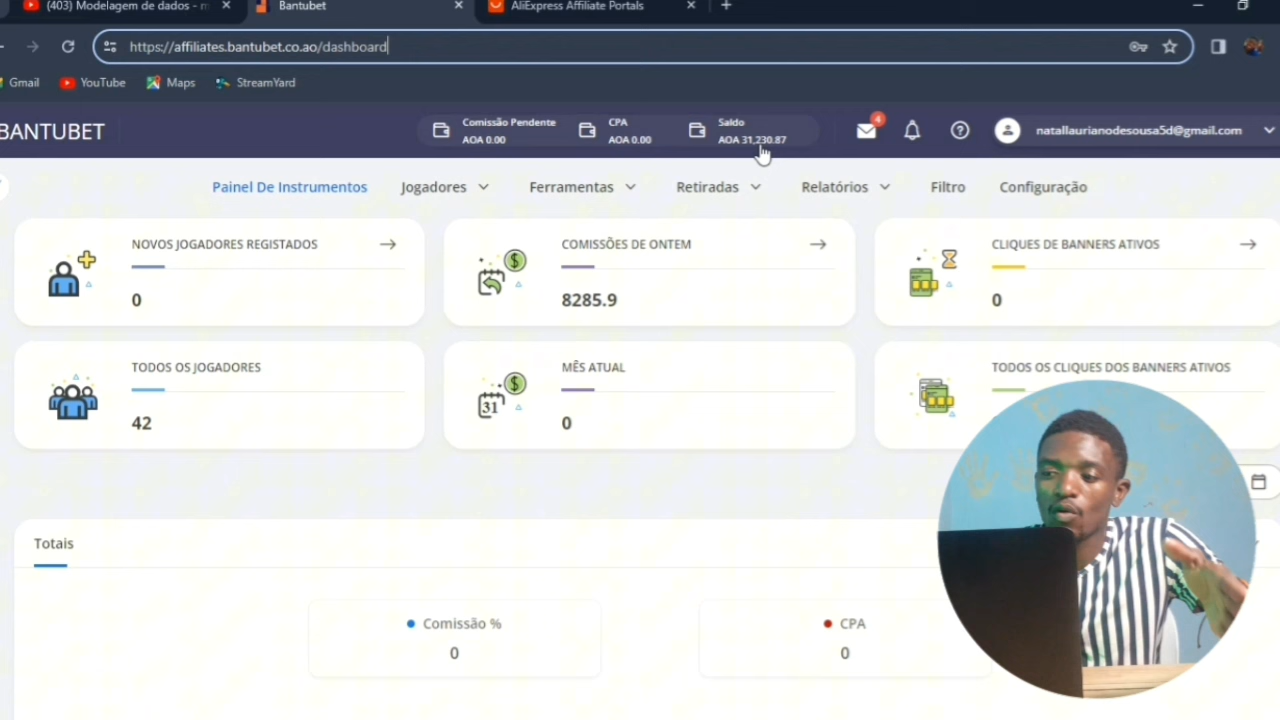 (403) Modelagem de dados - m
Bantubet
AliExpress Affiliate Portals
https://affiliates.bantubet.co.ao/dashboard
Gmail
YouTube
Maps
StreamYard
BANTUBET
Comissão Pendente
AOA 0.00
CPA
AOA 0.00
Saldo
AOA 31,230.87
4
natallaurianodesousa5d@gmail.com
Painel De Instrumentos
Jogadores
Ferramentas
Retiradas
Relatórios
Filtro
Configuração
NOVOS JOGADORES REGISTADOS
0
COMISSÕES DE ONTEM
8285.9
CLIQUES DE BANNERS ATIVOS
0
TODOS OS JOGADORES
42
31
MÊS ATUAL
0
TODOS OS CLIQUES DOS BANNERS ATIVOS
Totais
Comissão %
0
CPA
0